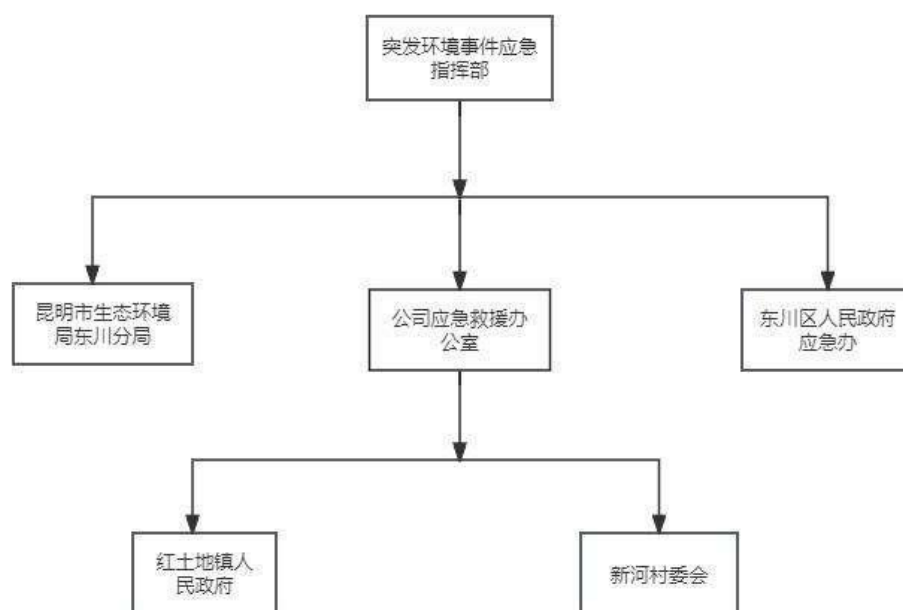 突发环境事件应急
指挥部
昆明市生态环境
局东川分局
公司应急救援办
公室
东川区人民政府
应急办
红土地镇人
民政府
新河村委会